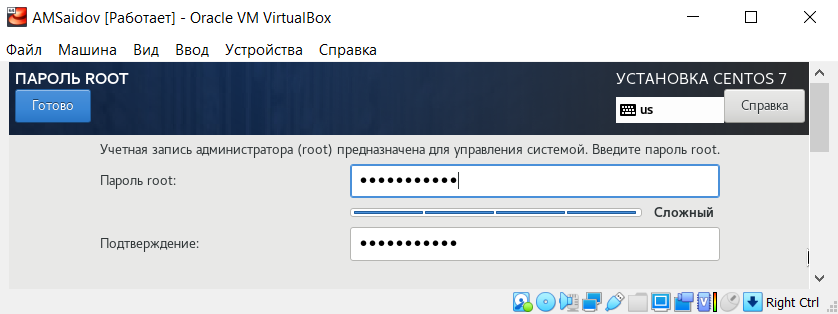 AMSaidov [Работает] - Oracle VM VirtualBox
Файл Машина Вид Ввод Устройства Справка
ПАРОЛЬ ROOT УСТАНОВКА CENTOS 7
Готово us Справка
Учетная запись администратора (root) предназначена для управления системой. Введите пароль root.
Пароль root: ●●●●●●●●●●●
Сложный
Подтверждение: ●●●●●●●●●●●
Right Ctrl